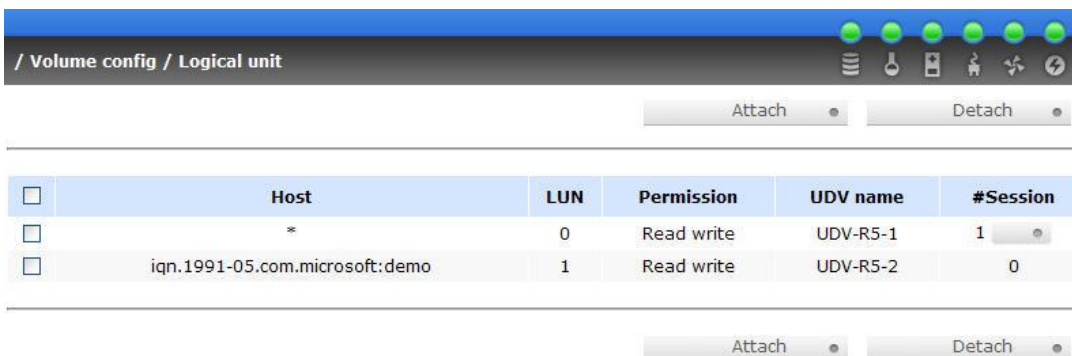 / Volume config / Logical unit
Attach Detach
Host LUN Permission UDV name #Session
* 0 Read write UDV-R5-1 1
iqn.1991-05.com.microsoft:demo 1 Read write UDV-R5-2 0
Attach Detach